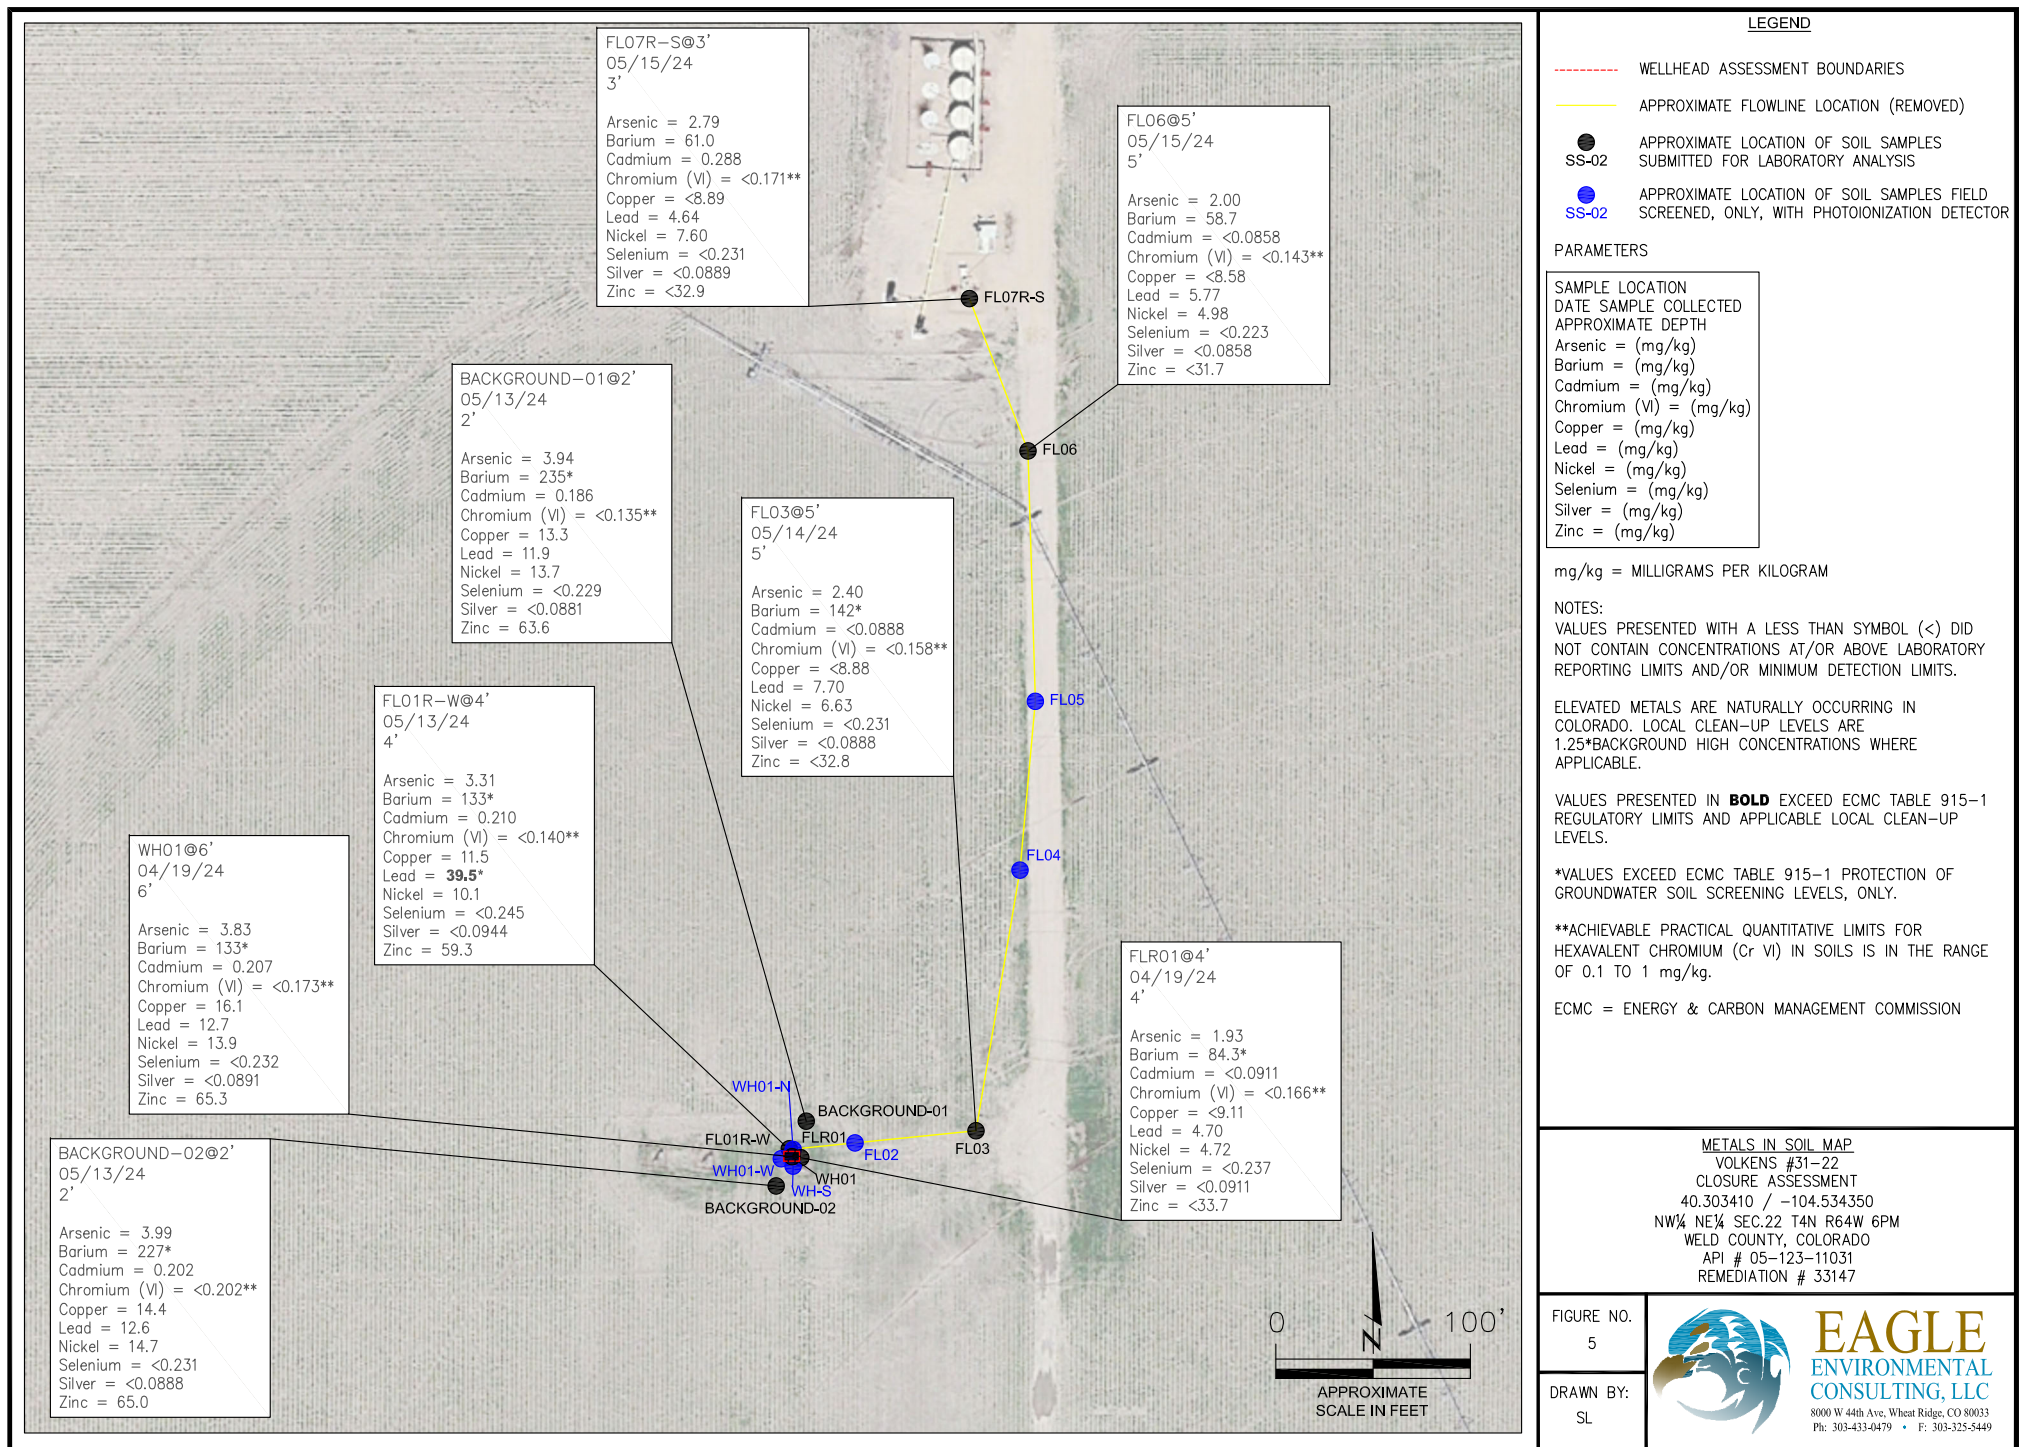 FL07R-S@3'
05/15/24
3'
Arsenic = 2.79
Barium = 61.0
Cadmium = 0.288
Chromium (VI) = <0.171**
Copper = <8.89
Lead = 4.64
Nickel = 7.60
Selenium = <0.231
Silver = <0.0889
Zinc = <32.9
FL06@5'
05/15/24
5'
Arsenic = 2.00
Barium = 58.7
Cadmium = <0.0858
Chromium (VI) = <0.143**
Copper = <8.58
Lead = 5.77
Nickel = 4.98
Selenium = <0.223
Silver = <0.0858
Zinc = <31.7
BACKGROUND-01@2'
05/13/24
2'
Arsenic = 3.94
Barium = 235*
Cadmium = 0.186
Chromium (VI) = <0.135**
Copper = 13.3
Lead = 11.9
Nickel = 13.7
Selenium = <0.229
Silver = <0.0881
Zinc = 63.6
FL03@5'
05/14/24
5'
Arsenic = 2.40
Barium = 142*
Cadmium = <0.0888
Chromium (VI) = <0.158**
Copper = <8.88
Lead = 7.70
Nickel = 6.63
Selenium = <0.231
Silver = <0.0888
Zinc = <32.8
FL01R-W@4'
05/13/24
4'
Arsenic = 3.31
Barium = 133*
Cadmium = 0.210
Chromium (VI) = <0.140**
Copper = 11.5
Lead = 39.5*
Nickel = 10.1
Selenium = <0.245
Silver = <0.0944
Zinc = 59.3
WH01@6'
04/19/24
6'
Arsenic = 3.83
Barium = 133*
Cadmium = 0.207
Chromium (VI) = <0.173**
Copper = 16.1
Lead = 12.7
Nickel = 13.9
Selenium = <0.232
Silver = <0.0891
Zinc = 65.3
FLR01@4'
04/19/24
4'
Arsenic = 1.93
Barium = 84.3*
Cadmium = <0.0911
Chromium (VI) = <0.166**
Copper = <9.11
Lead = 4.70
Nickel = 4.72
Selenium = <0.237
Silver = <0.0911
Zinc = <33.7
BACKGROUND-02@2'
05/13/24
2'
Arsenic = 3.99
Barium = 227*
Cadmium = 0.202
Chromium (VI) = <0.202**
Copper = 14.4
Lead = 12.6
Nickel = 14.7
Selenium = <0.231
Silver = <0.0888
Zinc = 65.0
FL07R-S
FL06
FL05
FL04
WH01-N
BACKGROUND-01
FL01R-W
FLR01
FL02
FL03
WH01-W
WH01
WH-S
BACKGROUND-02
0
N
100'
APPROXIMATE
SCALE IN FEET
LEGEND
WELLHEAD ASSESSMENT BOUNDARIES
APPROXIMATE FLOWLINE LOCATION (REMOVED)
SS-02
APPROXIMATE LOCATION OF SOIL SAMPLES
SUBMITTED FOR LABORATORY ANALYSIS
SS-02
APPROXIMATE LOCATION OF SOIL SAMPLES FIELD
SCREENED, ONLY, WITH PHOTOIONIZATION DETECTOR
PARAMETERS
SAMPLE LOCATION
DATE SAMPLE COLLECTED
APPROXIMATE DEPTH
Arsenic = (mg/kg)
Barium = (mg/kg)
Cadmium = (mg/kg)
Chromium (VI) = (mg/kg)
Copper = (mg/kg)
Lead = (mg/kg)
Nickel = (mg/kg)
Selenium = (mg/kg)
Silver = (mg/kg)
Zinc = (mg/kg)
mg/kg = MILLIGRAMS PER KILOGRAM
NOTES:
VALUES PRESENTED WITH A LESS THAN SYMBOL (<) DID
NOT CONTAIN CONCENTRATIONS AT/OR ABOVE LABORATORY
REPORTING LIMITS AND/OR MINIMUM DETECTION LIMITS.
ELEVATED METALS ARE NATURALLY OCCURRING IN
COLORADO. LOCAL CLEAN-UP LEVELS ARE
1.25*BACKGROUND HIGH CONCENTRATIONS WHERE
APPLICABLE.
VALUES PRESENTED IN BOLD EXCEED ECMC TABLE 915-1
REGULATORY LIMITS AND APPLICABLE LOCAL CLEAN-UP
LEVELS.
*VALUES EXCEED ECMC TABLE 915-1 PROTECTION OF
GROUNDWATER SOIL SCREENING LEVELS, ONLY.
**ACHIEVABLE PRACTICAL QUANTITATIVE LIMITS FOR
HEXAVALENT CHROMIUM (Cr VI) IN SOILS IS IN THE RANGE
OF 0.1 TO 1 mg/kg.
ECMC = ENERGY & CARBON MANAGEMENT COMMISSION
METALS IN SOIL MAP
VOLKENS #31-22
CLOSURE ASSESSMENT
40.303410 / -104.534350
NW¼ NE¼ SEC.22 T4N R64W 6PM
WELD COUNTY, COLORADO
API # 05-123-11031
REMEDIATION # 33147
FIGURE NO.
5
DRAWN BY:
SL
EAGLE
ENVIRONMENTAL
CONSULTING, LLC
8000 W 44th Ave, Wheat Ridge, CO 80033
Ph: 303-433-0479 • F: 303-325-5449